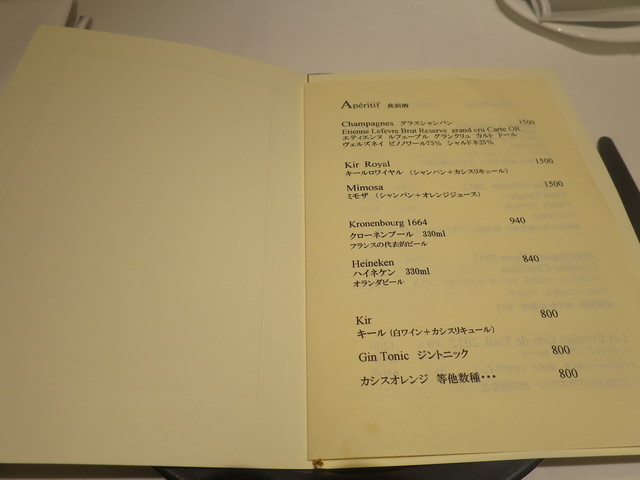 Apéritif 食前酒
Champagnes グラスシャンパン 1500
Etienne Lefevre Brut Reserve grand cru Carte OR
エティエンヌ ルフェーブル グランクリュ カルト ドール
ヴェルズネイ ピノノワール75% シャルドネ25%
Kir Royal 1500
キールロワイヤル （シャンパン＋カシスリキュール）
Mimosa 1500
ミモザ （シャンパン＋オレンジジュース）
Kronenbourg 1664 940
クローネンブール 330ml
フランスの代表的ビール
Heineken 840
ハイネケン 330ml
オランダビール
Kir 800
キール （白ワイン＋カシスリキュール）
Gin Tonic ジントニック 800
カシスオレンジ 等他数種・・・ 800